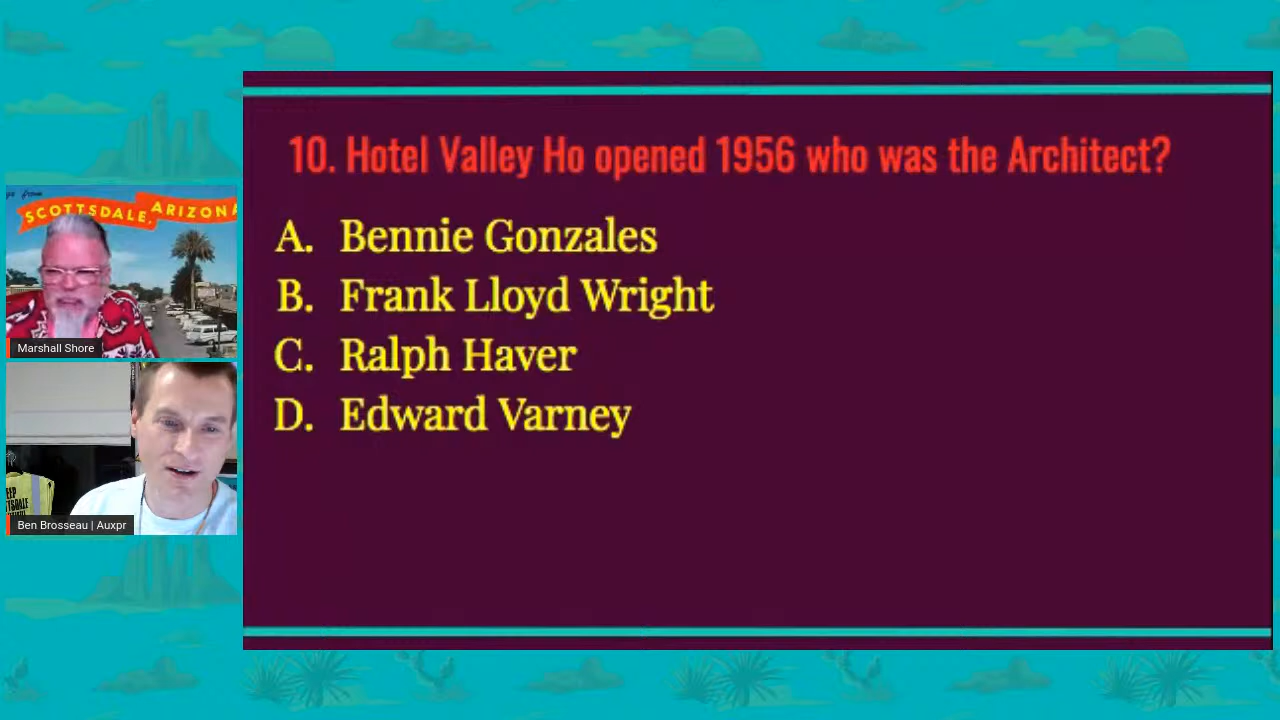 10. Hotel Valley Ho opened 1956 who was the Architect?
A. Bennie Gonzales
B. Frank Lloyd Wright
C. Ralph Haver
D. Edward Varney
from
SCOTTSDALE, ARIZONA
Marshall Shore
Ben Brosseau | Auxpr